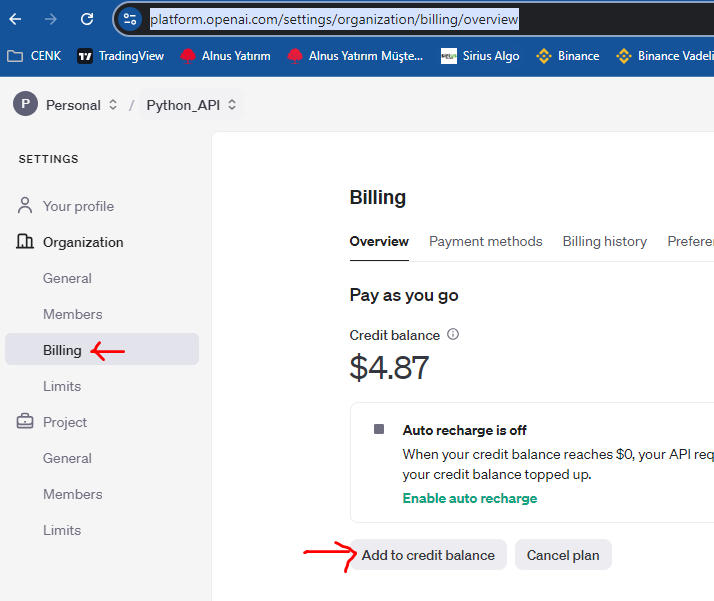 platform.openai.com/settings/organization/billing/overview
CENK TradingView Alnus Yatırım Alnus Yatırım Müşte... Sirius Algo Binance Binance Vadeli
P Personal / Python_API
SETTINGS
Your profile
Organization
General
Members
Billing
Limits
Project
General
Members
Limits
Billing
Overview Payment methods Billing history Prefere
Pay as you go
Credit balance
$4.87
Auto recharge is off
When your credit balance reaches $0, your API req
your credit balance topped up.
Enable auto recharge
Add to credit balance Cancel plan